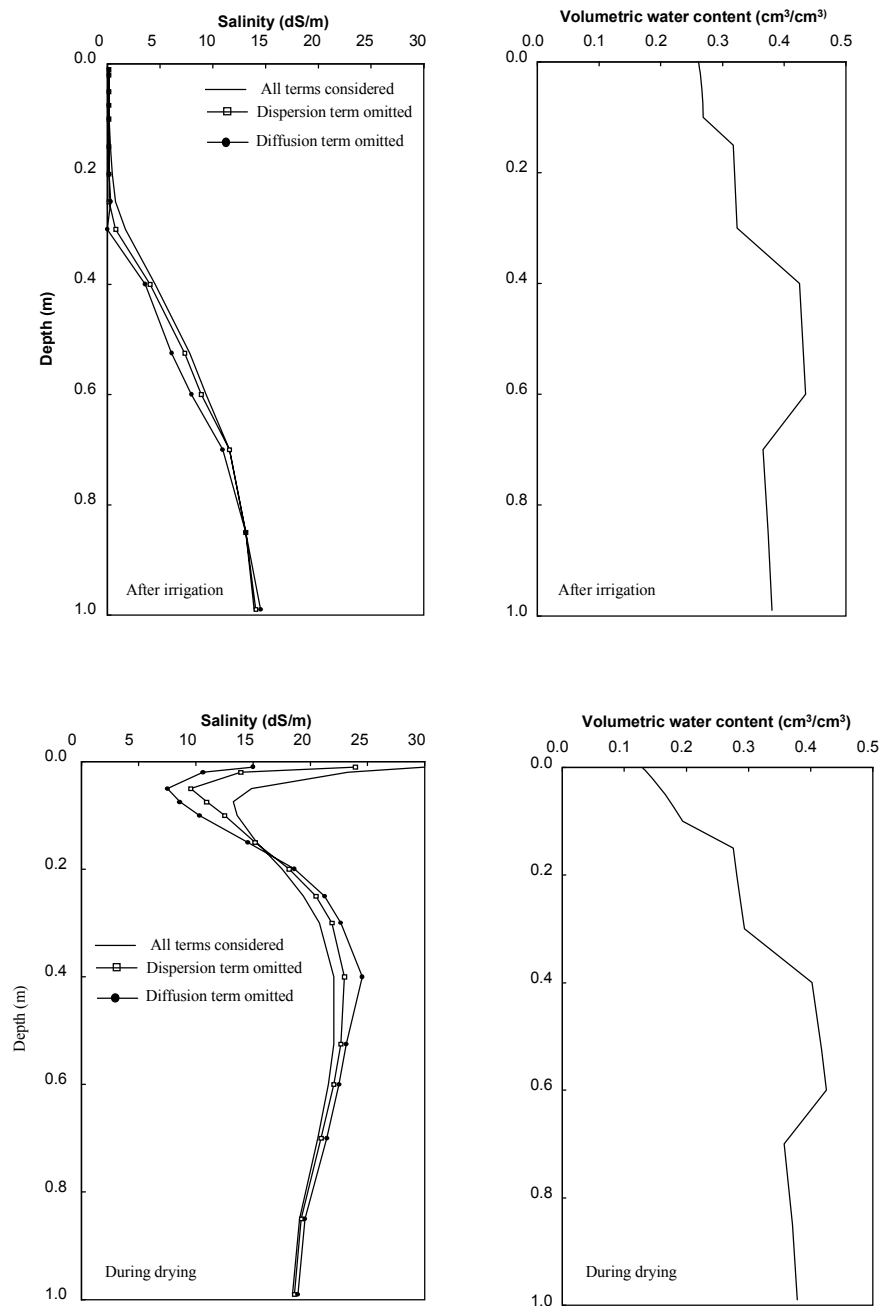 Salinity (dS/m)
0 5 10 15 20 25 30
0.0
0.2
0.4
0.6
0.8
1.0
Depth (m)
All terms considered
Dispersion term omitted
Diffusion term omitted
After irrigation
Volumetric water content (cm³/cm³)
0.0 0.1 0.2 0.3 0.4 0.5
0.0
0.2
0.4
0.6
0.8
1.0
After irrigation
Salinity (dS/m)
0 5 10 15 20 25 30
0.0
0.2
0.4
0.6
0.8
1.0
Depth (m)
All terms considered
Dispersion term omitted
Diffusion term omitted
During drying
Volumetric water content (cm³/cm³)
0.0 0.1 0.2 0.3 0.4 0.5
0.0
0.2
0.4
0.6
0.8
1.0
During drying